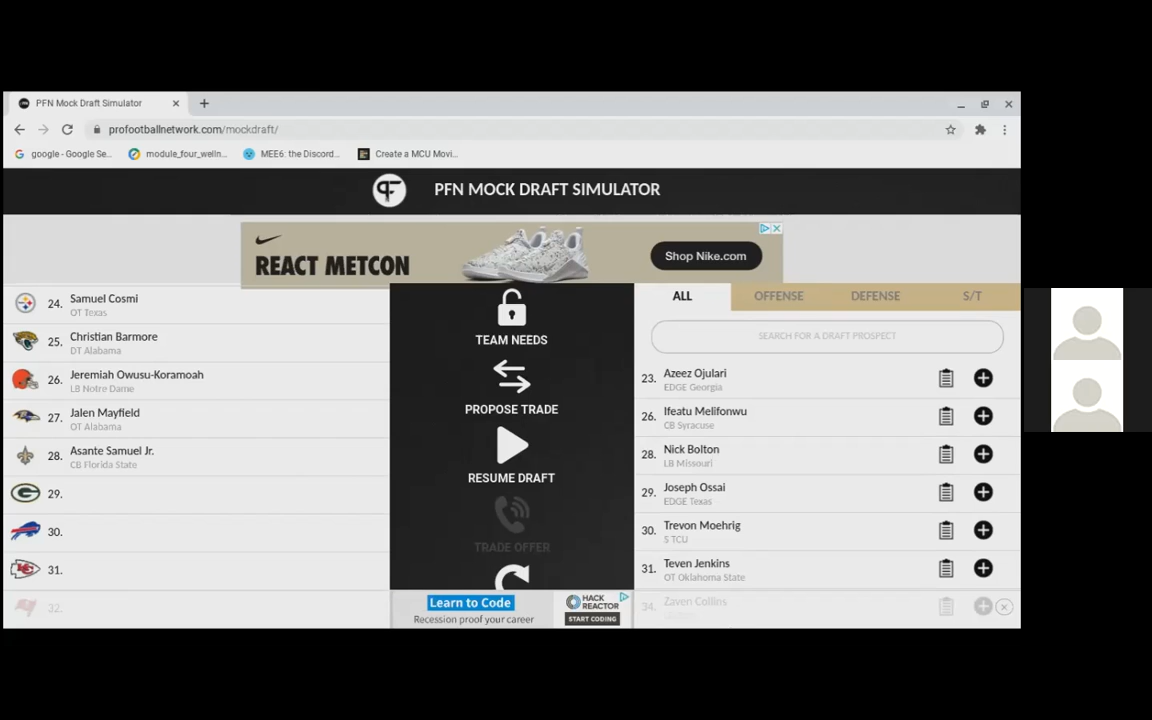 PFN Mock Draft Simulator
profootballnetwork.com/mockdraft/
google - Google Se...
module_four_welln...
MEE6: the Discord...
Create a MCU Movi...
PFN MOCK DRAFT SIMULATOR
REACT METCON
Shop Nike.com
24. Samuel Cosmi
OT Texas
25. Christian Barmore
DT Alabama
26. Jeremiah Owusu-Koramoah
LB Notre Dame
27. Jalen Mayfield
OT Alabama
28. Asante Samuel Jr.
CB Florida State
29.
30.
31.
32.
TEAM NEEDS
PROPOSE TRADE
RESUME DRAFT
TRADE OFFER
Learn to Code
Recession proof your career
HACK
REACTOR
START CODING
ALL OFFENSE DEFENSE S/T
SEARCH FOR A DRAFT PROSPECT
23. Azeez Ojulari
EDGE Georgia
26. Ifeatu Melifonwu
CB Syracuse
28. Nick Bolton
LB Missouri
29. Joseph Ossai
EDGE Texas
30. Trevon Moehrig
S TCU
31. Teven Jenkins
OT Oklahoma State
34. Zaven Collins